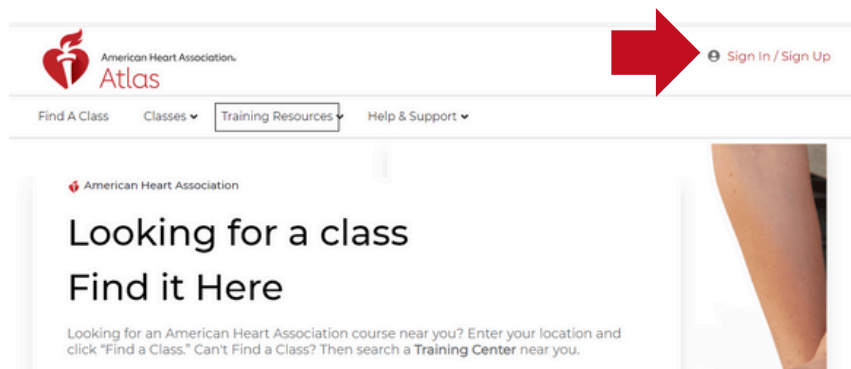 American Heart Association.
Atlas
Sign In / Sign Up
Find A Class Classes Training Resources Help & Support
American Heart Association
Looking for a class
Find it Here
Looking for an American Heart Association course near you? Enter your location and
click “Find a Class.” Can't Find a Class? Then search a Training Center near you.